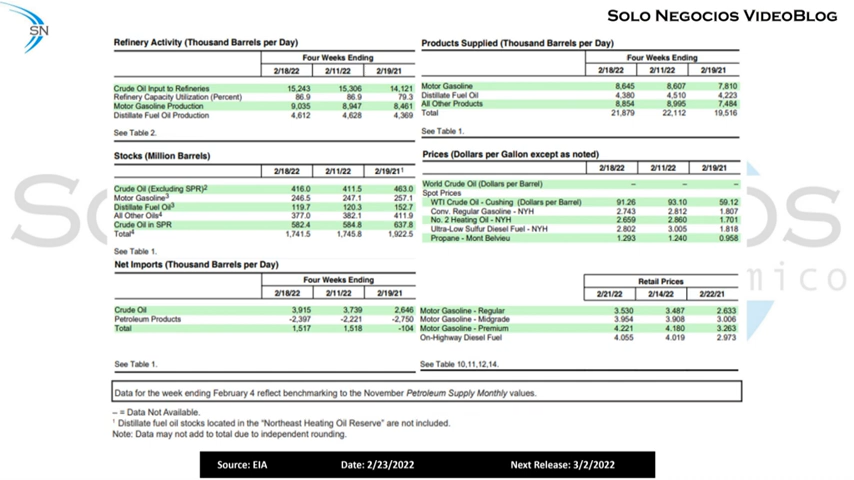 SN
Solo Negocios VideoBlog
Refinery Activity (Thousand Barrels per Day)
Four Weeks Ending
2/18/22 2/11/22 2/19/21
Crude Oil Input to Refineries 15,243 15,306 14,121
Refinery Capacity Utilization (Percent) 86.9 86.9 79.3
Motor Gasoline Production 9,035 8,947 8,461
Distillate Fuel Oil Production 4,612 4,628 4,369
See Table 2.
Products Supplied (Thousand Barrels per Day)
Four Weeks Ending
2/18/22 2/11/22 2/19/21
Motor Gasoline 8,645 8,607 7,810
Distillate Fuel Oil 4,380 4,510 4,223
All Other Products 8,854 8,995 7,484
Total 21,879 22,112 19,516
See Table 1.
Stocks (Million Barrels)
2/18/22 2/11/22 2/19/21¹
Crude Oil (Excluding SPR)² 416.0 411.5 463.0
Motor Gasoline³ 246.5 247.1 257.1
Distillate Fuel Oil³ 119.7 120.3 152.7
All Other Oils⁴ 377.0 382.1 411.9
Crude Oil in SPR 582.4 584.8 637.8
Total⁴ 1,741.5 1,745.8 1,922.5
See Table 1.
Prices (Dollars per Gallon except as noted)
2/18/22 2/11/22 2/19/21
World Crude Oil (Dollars per Barrel) – – –
Spot Prices
WTI Crude Oil - Cushing (Dollars per Barrel) 91.26 93.10 59.12
Conv. Regular Gasoline - NYH 2.743 2.812 1.807
No. 2 Heating Oil - NYH 2.659 2.860 1.701
Ultra-Low Sulfur Diesel Fuel - NYH 2.802 3.005 1.818
Propane - Mont Belvieu 1.293 1.240 0.958
Net Imports (Thousand Barrels per Day)
Four Weeks Ending
2/18/22 2/11/22 2/19/21
Crude Oil 3,915 3,739 2,646
Petroleum Products -2,397 -2,221 -2,750
Total 1,517 1,518 -104
See Table 1.
Retail Prices
2/21/22 2/14/22 2/22/21
Motor Gasoline - Regular 3.530 3.487 2.633
Motor Gasoline - Midgrade 3.954 3.908 3.006
Motor Gasoline - Premium 4.221 4.180 3.263
On-Highway Diesel Fuel 4.055 4.019 2.973
See Table 10,11,12,14.
Data for the week ending February 4 reflect benchmarking to the November Petroleum Supply Monthly values.
– = Data Not Available.
¹ Distillate fuel oil stocks located in the "Northeast Heating Oil Reserve" are not included.
Note: Data may not add to total due to independent rounding.
Source: EIA Date: 2/23/2022 Next Release: 3/2/2022